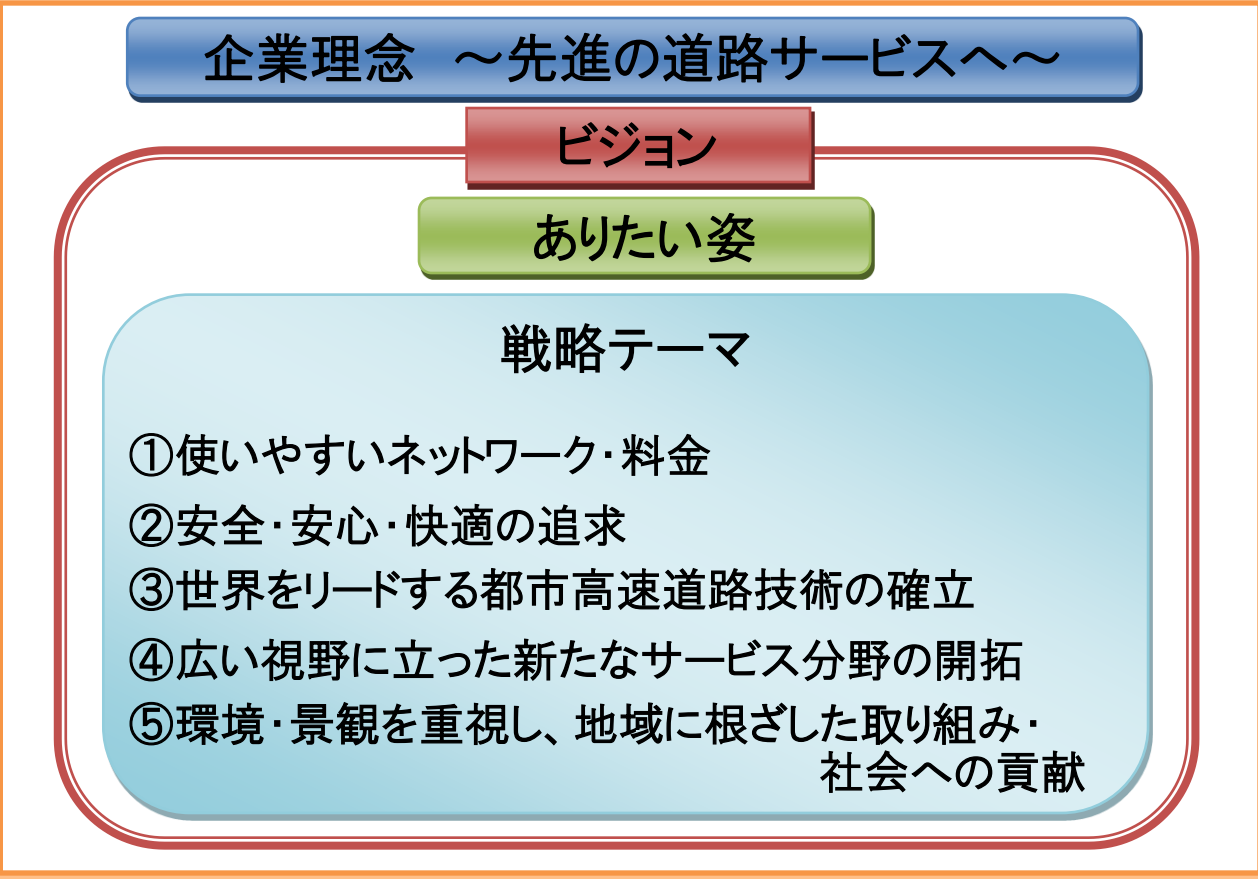 企業理念　～先進の道路サービスへ～
ビジョン
ありたい姿
戦略テーマ
①使いやすいネットワーク・料金
②安全・安心・快適の追求
③世界をリードする都市高速道路技術の確立
④広い視野に立った新たなサービス分野の開拓
⑤環境・景観を重視し、地域に根ざした取り組み・
社会への貢献